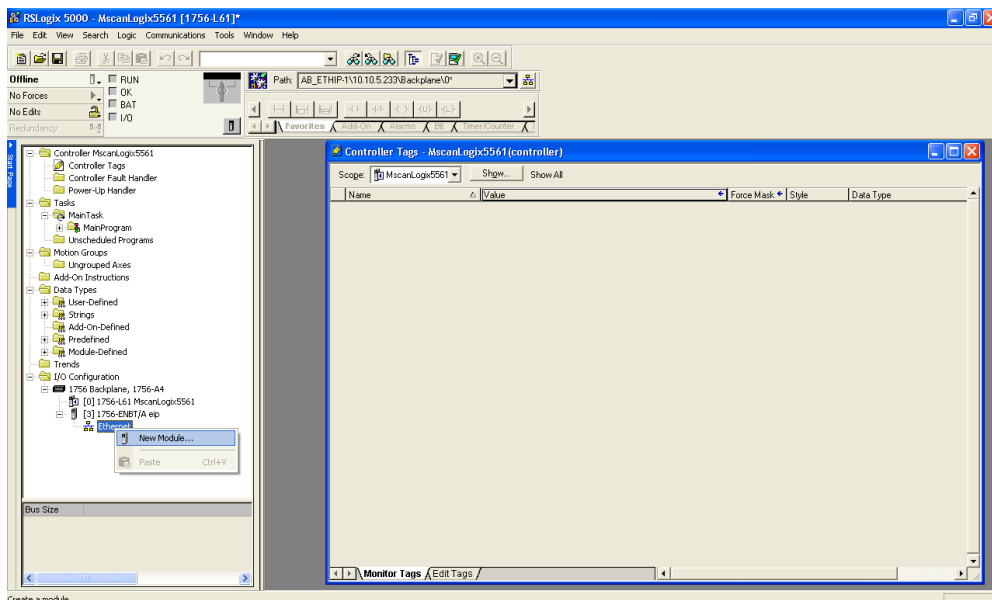 RSLogix 5000 - MscanLogix5561 [1756-L61]*
File Edit View Search Logic Communications Tools Window Help
Offline RUN
No Forces OK
No Edits BAT
I/O
Redundancy
Path: AB_ETHIP-1\10.10.5.233\Backplane\0*
Favorites Add-On Alarms Bit Timer/Counter
Start Page
Controller MscanLogix5561
Controller Tags
Controller Fault Handler
Power-Up Handler
Tasks
MainTask
MainProgram
Unscheduled Programs
Motion Groups
Ungrouped Axes
Add-On Instructions
Data Types
User-Defined
Strings
Add-On-Defined
Predefined
Module-Defined
Trends
I/O Configuration
1756 Backplane, 1756-A4
[0] 1756-L61 MscanLogix5561
[3] 1756-ENBT/A eip
Ethernet
New Module...
Paste Ctrl+V
Bus Size
Controller Tags - MscanLogix5561(controller)
Scope: MscanLogix5561 Show... Show All
Name Value Force Mask Style Data Type
Monitor Tags Edit Tags
Create a module